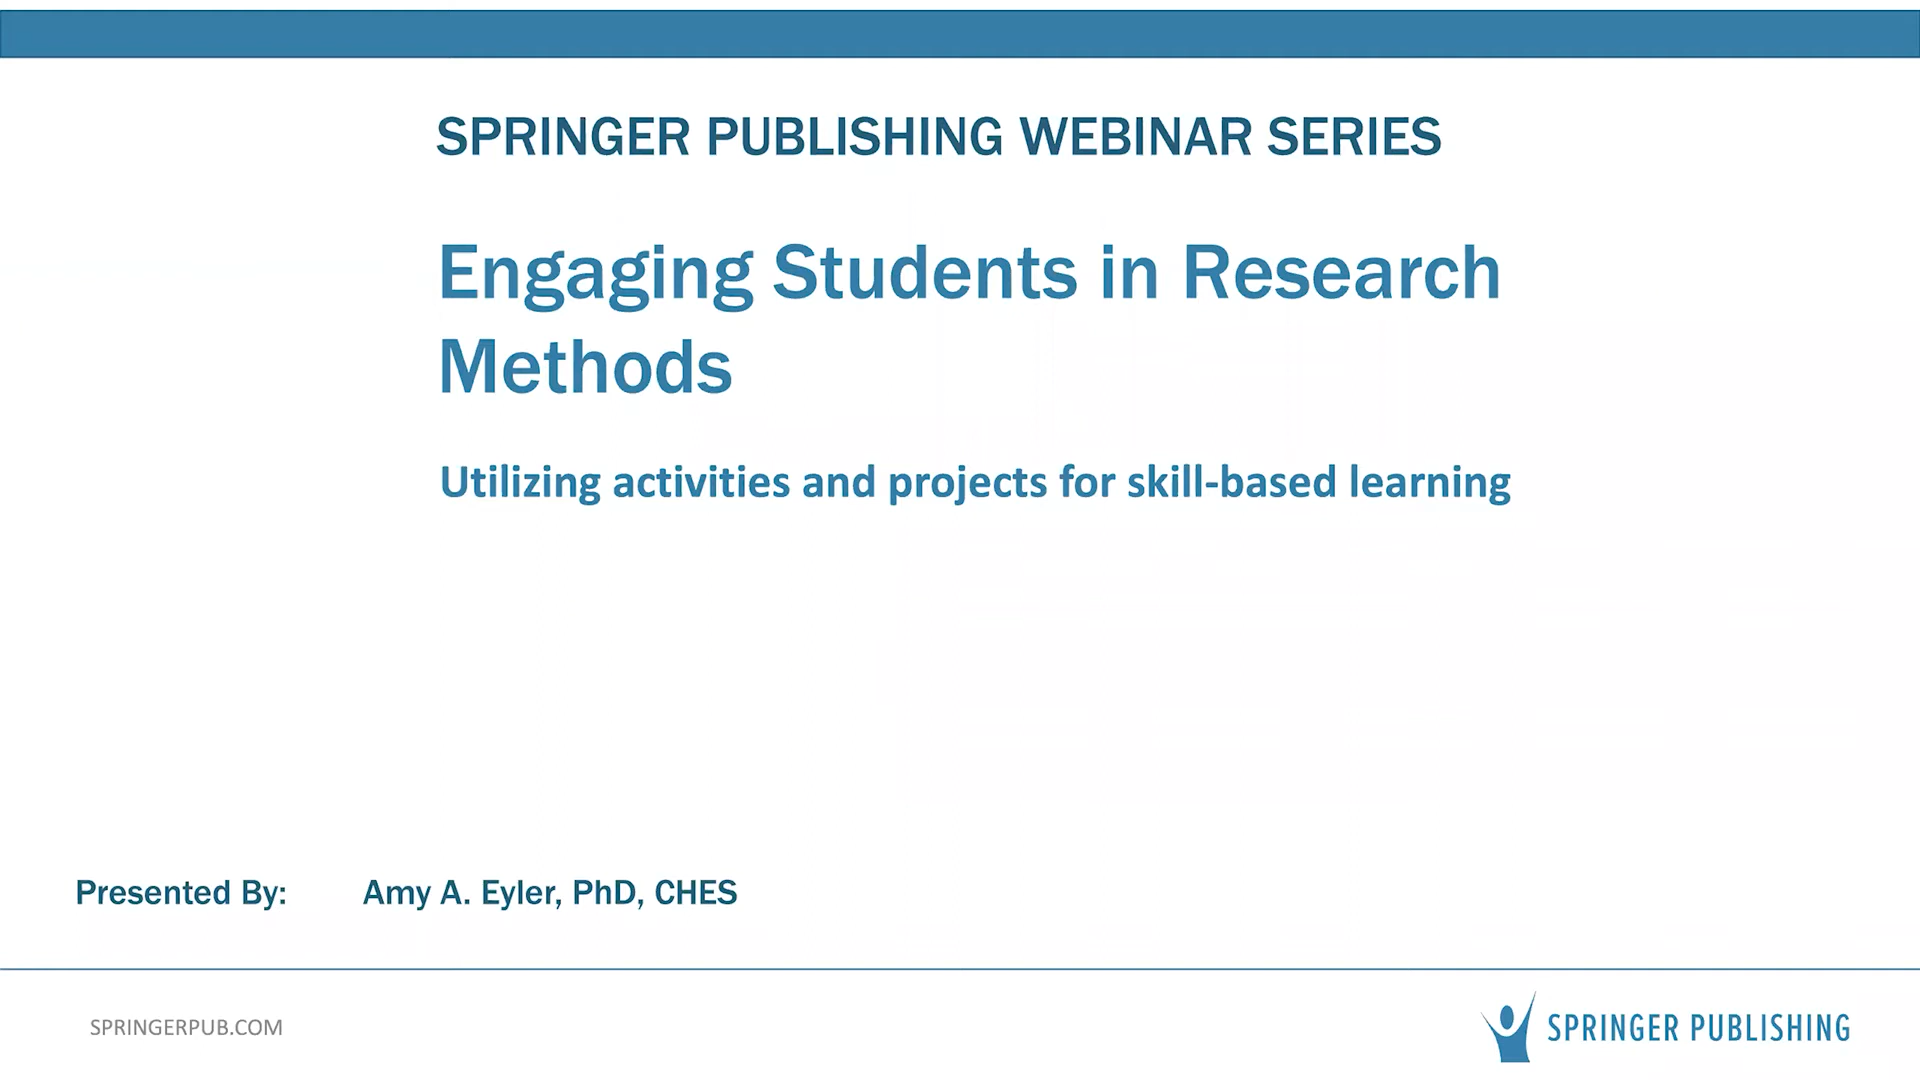 SPRINGER PUBLISHING WEBINAR SERIES
Engaging Students in Research
Methods
Utilizing activities and projects for skill-based learning
Presented By: Amy A. Eyler, PhD, CHES
SPRINGERPUB.COM
SPRINGER PUBLISHING